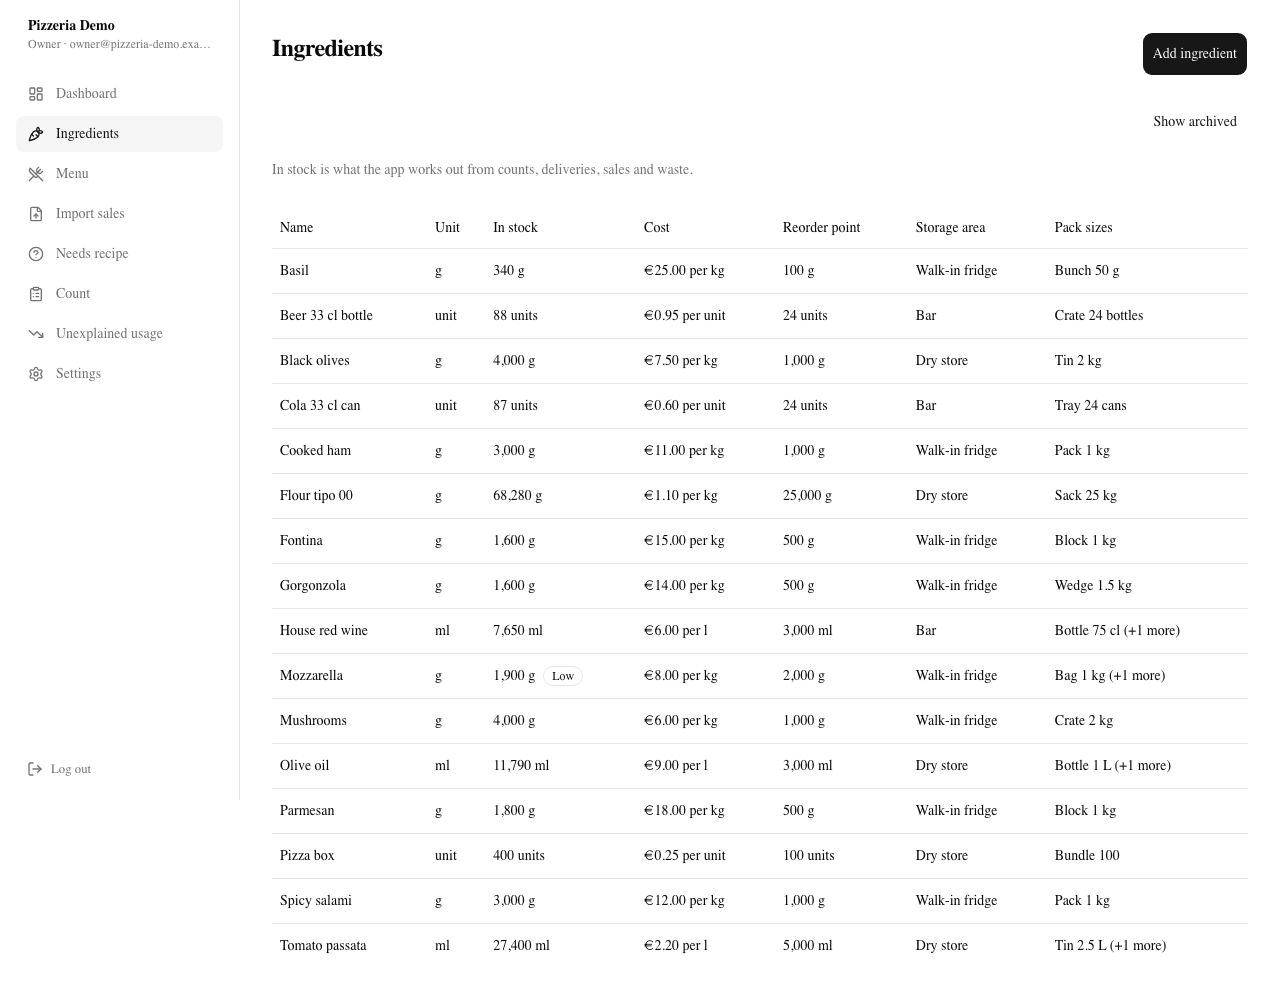 Pizzeria Demo
Owner · owner@pizzeria-demo.exa…
Dashboard
Ingredients
Menu
Import sales
Needs recipe
Count
Unexplained usage
Settings
Log out
Ingredients
Add ingredient
Show archived
In stock is what the app works out from counts, deliveries, sales and waste.
Name Unit In stock Cost Reorder point Storage area Pack sizes
Basil g 340 g €25.00 per kg 100 g Walk-in fridge Bunch 50 g
Beer 33 cl bottle unit 88 units €0.95 per unit 24 units Bar Crate 24 bottles
Black olives g 4,000 g €7.50 per kg 1,000 g Dry store Tin 2 kg
Cola 33 cl can unit 87 units €0.60 per unit 24 units Bar Tray 24 cans
Cooked ham g 3,000 g €11.00 per kg 1,000 g Walk-in fridge Pack 1 kg
Flour tipo 00 g 68,280 g €1.10 per kg 25,000 g Dry store Sack 25 kg
Fontina g 1,600 g €15.00 per kg 500 g Walk-in fridge Block 1 kg
Gorgonzola g 1,600 g €14.00 per kg 500 g Walk-in fridge Wedge 1.5 kg
House red wine ml 7,650 ml €6.00 per l 3,000 ml Bar Bottle 75 cl (+1 more)
Mozzarella g 1,900 g Low €8.00 per kg 2,000 g Walk-in fridge Bag 1 kg (+1 more)
Mushrooms g 4,000 g €6.00 per kg 1,000 g Walk-in fridge Crate 2 kg
Olive oil ml 11,790 ml €9.00 per l 3,000 ml Dry store Bottle 1 L (+1 more)
Parmesan g 1,800 g €18.00 per kg 500 g Walk-in fridge Block 1 kg
Pizza box unit 400 units €0.25 per unit 100 units Dry store Bundle 100
Spicy salami g 3,000 g €12.00 per kg 1,000 g Walk-in fridge Pack 1 kg
Tomato passata ml 27,400 ml €2.20 per l 5,000 ml Dry store Tin 2.5 L (+1 more)